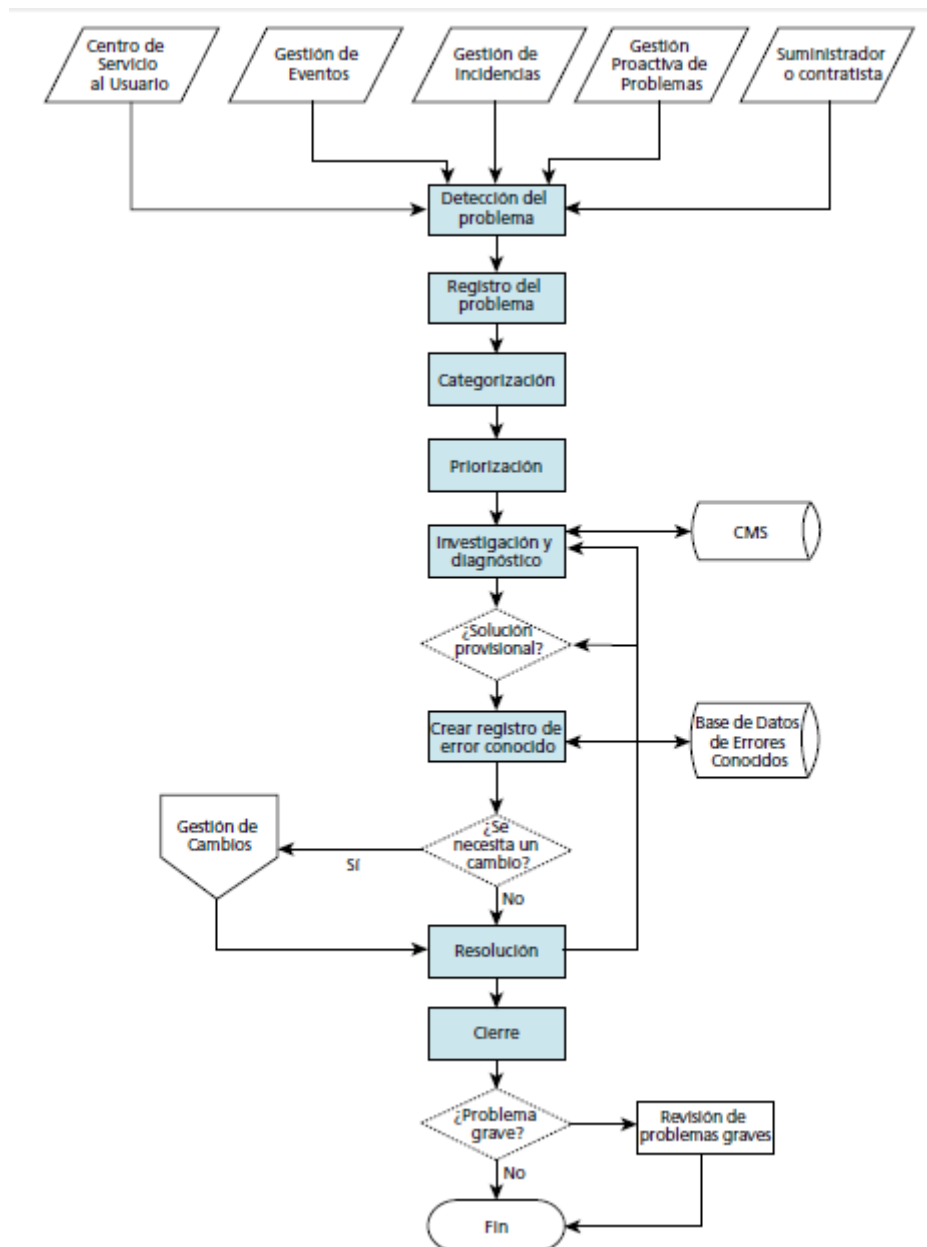 Centro de
Servicio
al Usuario
Gestión de
Eventos
Gestión de
Incidencias
Gestión
Proactiva de
Problemas
Suministrador
o contratista
Detección del
problema
Registro del
problema
Categorización
Priorización
Investigación y
diagnóstico
CMS
¿Solución
provisional?
Crear registro de
error conocido
Base de Datos
de Errores
Conocidos
Gestión de
Cambios
¿Se
necesita un
cambio?
Sí
No
Resolución
Cierre
¿Problema
grave?
Revisión de
problemas graves
No
Fin